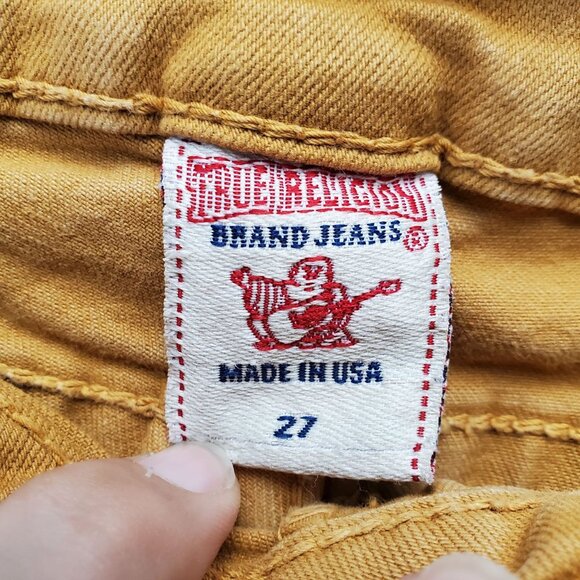 TRUE RELIGION
BRAND JEANS ®
MADE IN USA
27